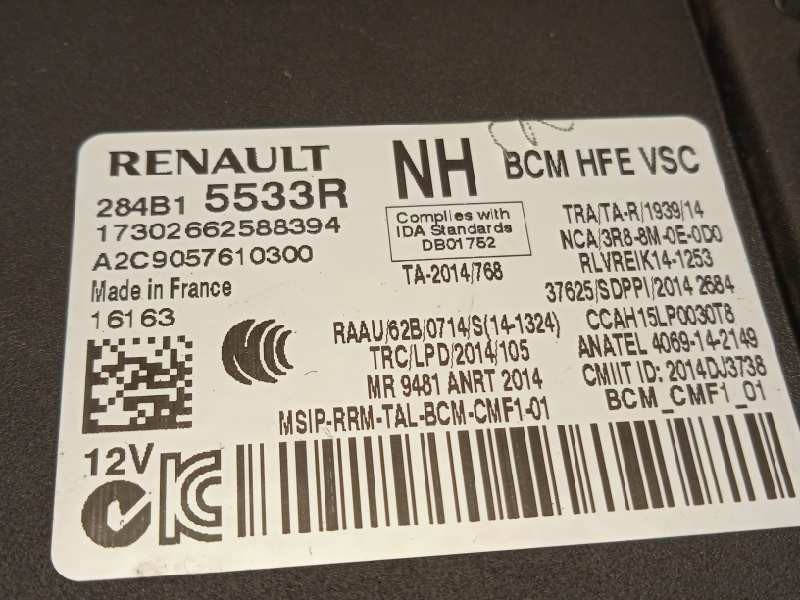 RENAULT
284B1 5533R
17302662588394
A2C9057610300
Made in France
16163
12V
NH
BCM HFE VSC
Complies with
IDA Standards
DB01752
TA-2014/768
TRA/TA-R/1939/14
NCA/3R8-8M-0E-0D0
RLVREIK14-1253
37625/SDPPI/2014 2684
RAAU/62B/0714/S(14-1324)
TRC/LPD/2014/105
MR 9481 ANRT 2014
MSIP-RRM-TAL-BCM-CMF1-01
CCAH15LP0030T8
ANATEL 4069-14-2149
CMIIT ID: 2014DJ3738
BCM_CMF1_01